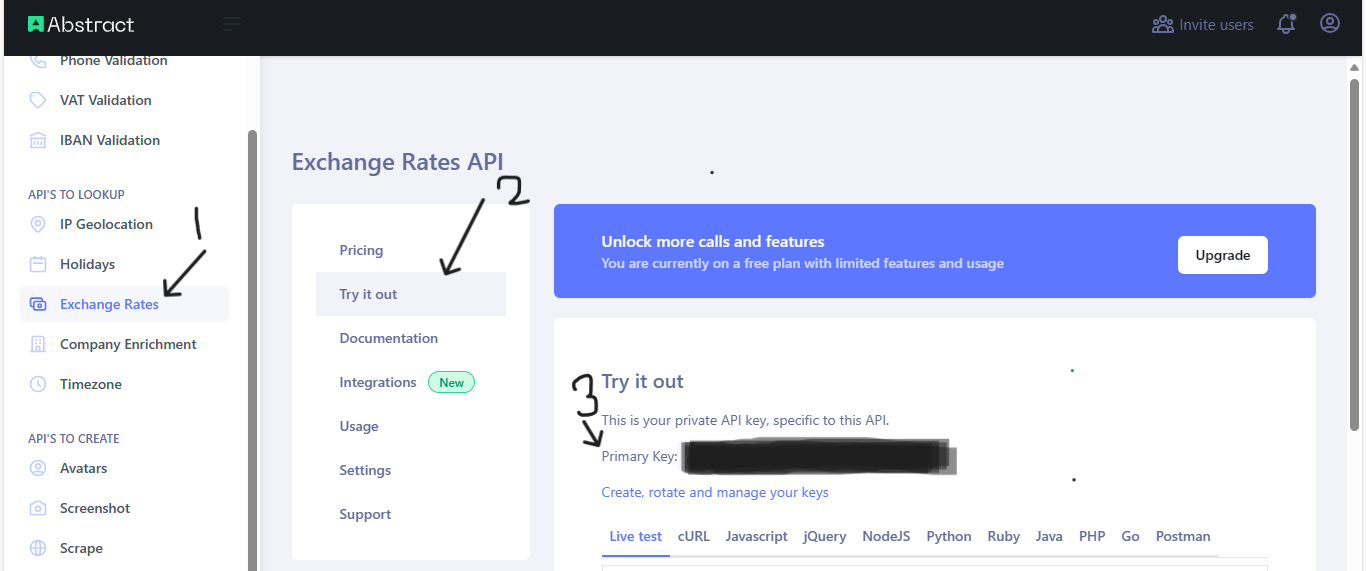 Abstract
Invite users
Phone Validation
VAT Validation
IBAN Validation
API'S TO LOOKUP
IP Geolocation
Holidays
Exchange Rates
Company Enrichment
Timezone
API'S TO CREATE
Avatars
Screenshot
Scrape
1
Exchange Rates API
2
Pricing
Try it out
Documentation
Integrations New
Usage
Settings
Support
Unlock more calls and features
You are currently on a free plan with limited features and usage
Upgrade
3
Try it out
This is your private API key, specific to this API.
Primary Key:
Create, rotate and manage your keys
Live test cURL Javascript jQuery NodeJS Python Ruby Java PHP Go Postman